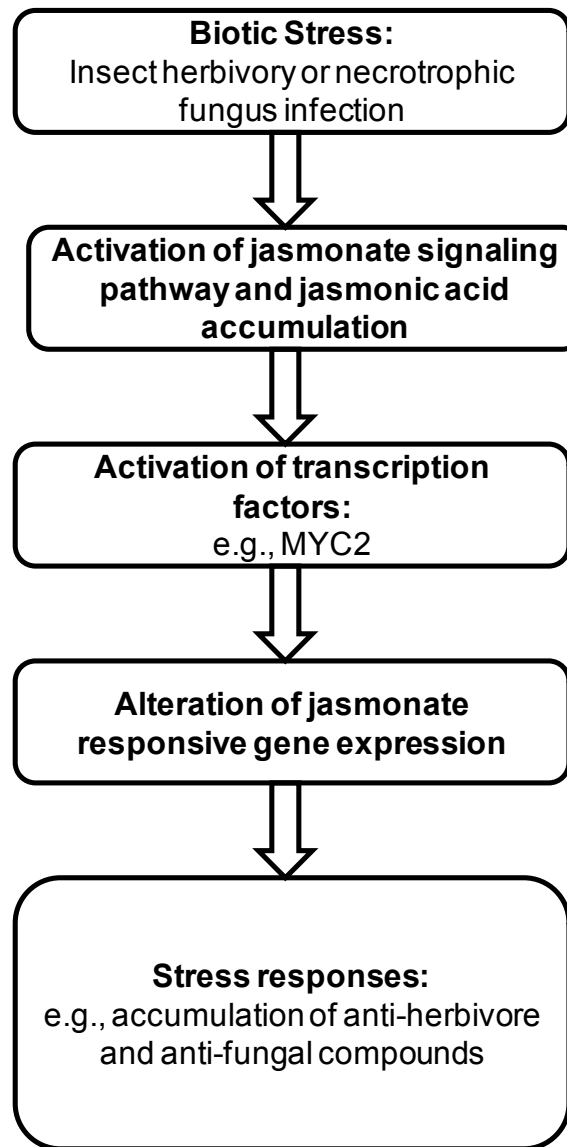 Biotic Stress:
Insect herbivory or necrotrophic
fungus infection
Activation of jasmonate signaling
pathway and jasmonic acid
accumulation
Activation of transcription
factors:
e.g., MYC2
Alteration of jasmonate
responsive gene expression
Stress responses:
e.g., accumulation of anti-herbivore
and anti-fungal compounds